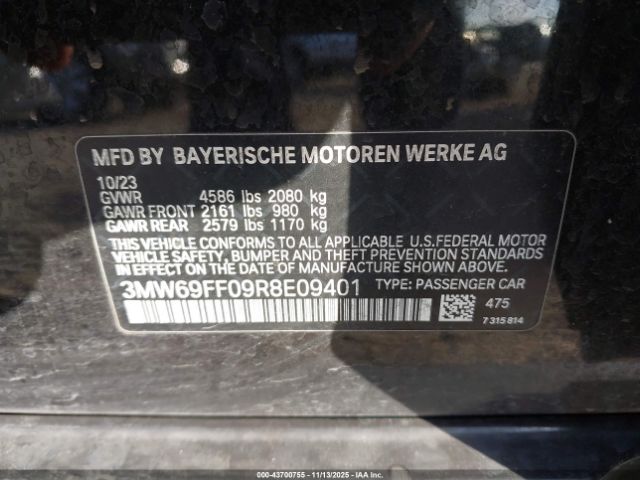 MFD BY BAYERISCHE MOTOREN WERKE AG
10/23
GVWR 4586 lbs 2080 kg
GAWR FRONT 2161 lbs 980 kg
GAWR REAR 2579 lbs 1170 kg
THIS VEHICLE CONFORMS TO ALL APPLICABLE U.S.FEDERAL MOTOR
VEHICLE SAFETY, BUMPER AND THEFT PREVENTION STANDARDS
IN EFFECT ON THE DATE OF MANUFACTURE SHOWN ABOVE.
3MW69FF09R8E09401 TYPE: PASSENGER CAR
475
7 315 814
000-43700755 - 11/13/2025 - IAA Inc.